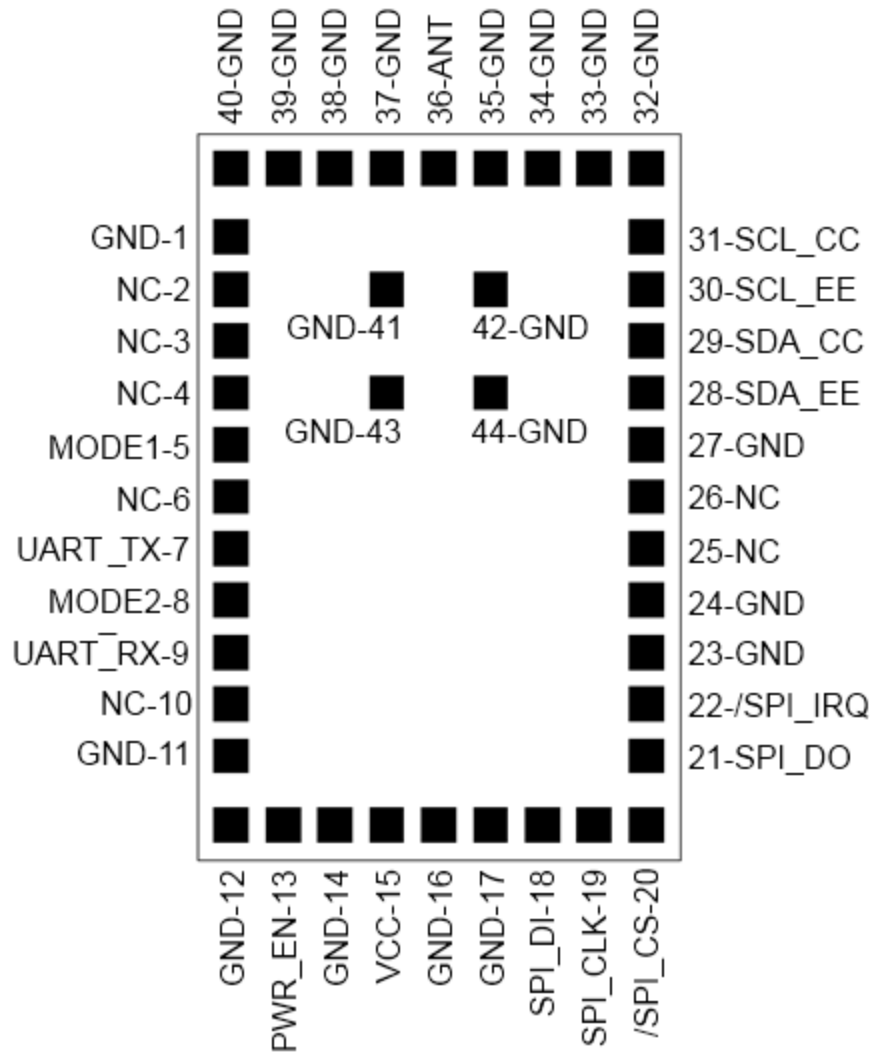 40-GND
39-GND
38-GND
37-GND
36-ANT
35-GND
34-GND
33-GND
32-GND
GND-1
31-SCL_CC
NC-2
30-SCL_EE
GND-41
42-GND
NC-3
29-SDA_CC
NC-4
28-SDA_EE
GND-43
44-GND
MODE1-5
27-GND
NC-6
26-NC
UART_TX-7
25-NC
MODE2-8
24-GND
UART_RX-9
23-GND
NC-10
22-/SPI_IRQ
GND-11
21-SPI_DO
GND-12
PWR_EN-13
GND-14
VCC-15
GND-16
GND-17
SPI_DI-18
SPI_CLK-19
/SPI_CS-20